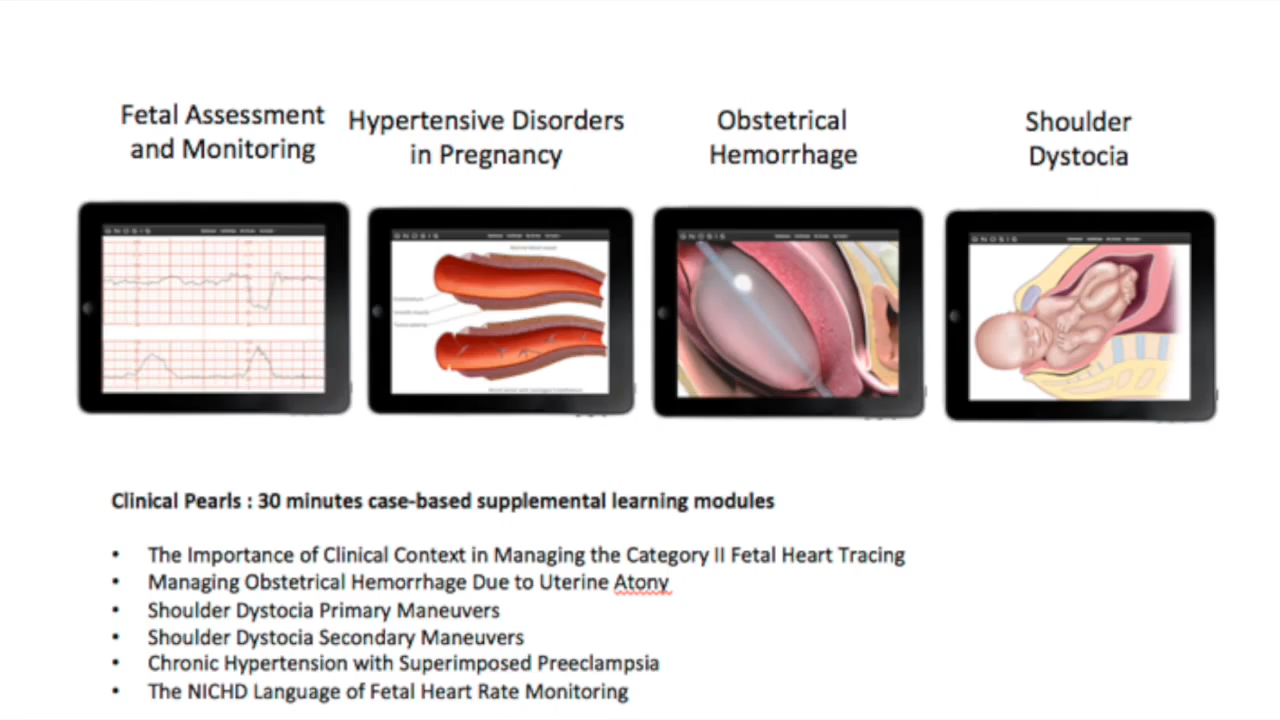 Fetal Assessment
and Monitoring
Hypertensive Disorders
in Pregnancy
Obstetrical
Hemorrhage
Shoulder
Dystocia
Clinical Pearls : 30 minutes case-based supplemental learning modules
• The Importance of Clinical Context in Managing the Category II Fetal Heart Tracing
• Managing Obstetrical Hemorrhage Due to Uterine Atony
• Shoulder Dystocia Primary Maneuvers
• Shoulder Dystocia Secondary Maneuvers
• Chronic Hypertension with Superimposed Preeclampsia
• The NICHD Language of Fetal Heart Rate Monitoring